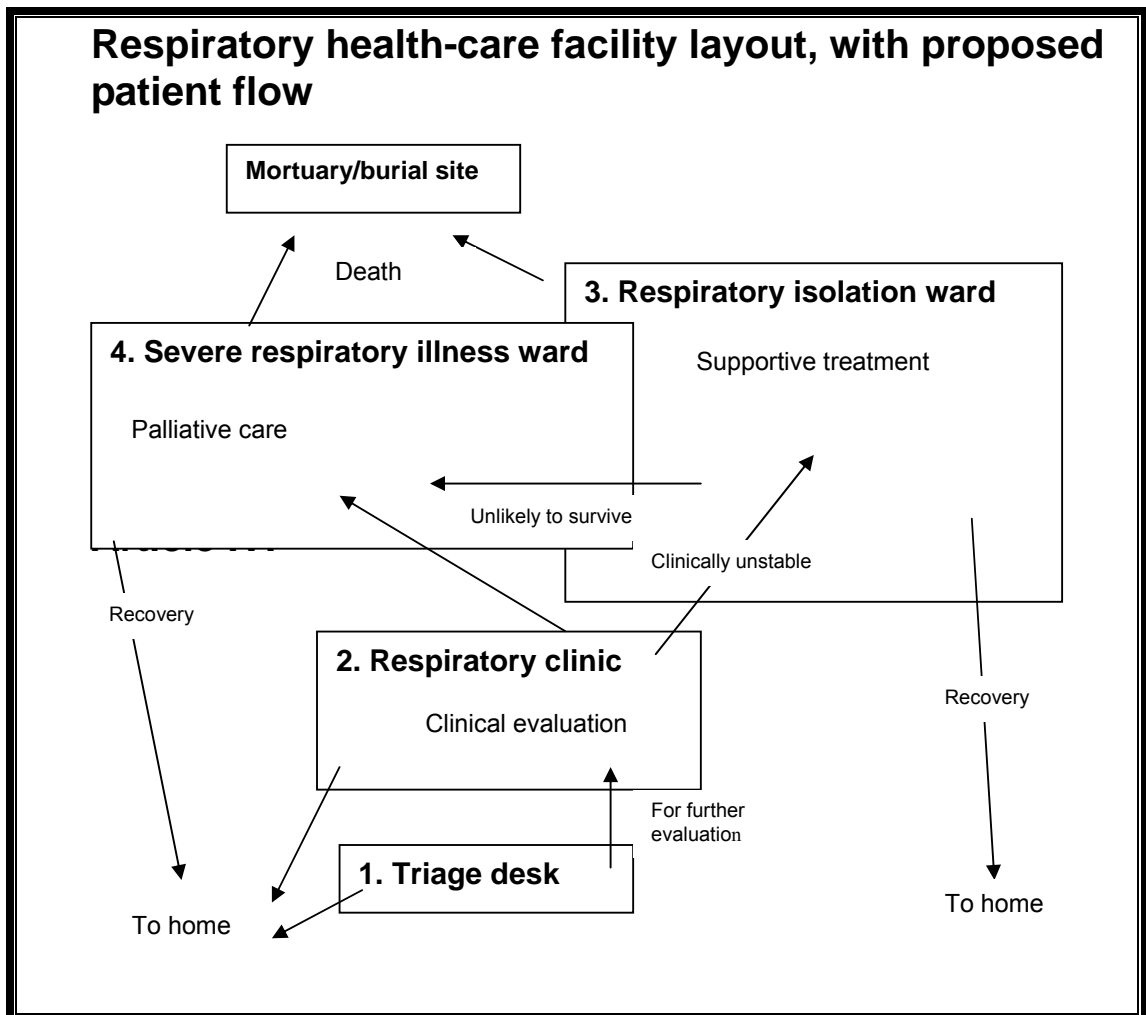 Respiratory health-care facility layout, with proposed
patient flow
Mortuary/burial site
Death
3. Respiratory isolation ward
Supportive treatment
4. Severe respiratory illness ward
Palliative care
Unlikely to survive
Clinically unstable
Recovery
2. Respiratory clinic
Clinical evaluation
Recovery
For further
evaluation
1. Triage desk
To home
To home